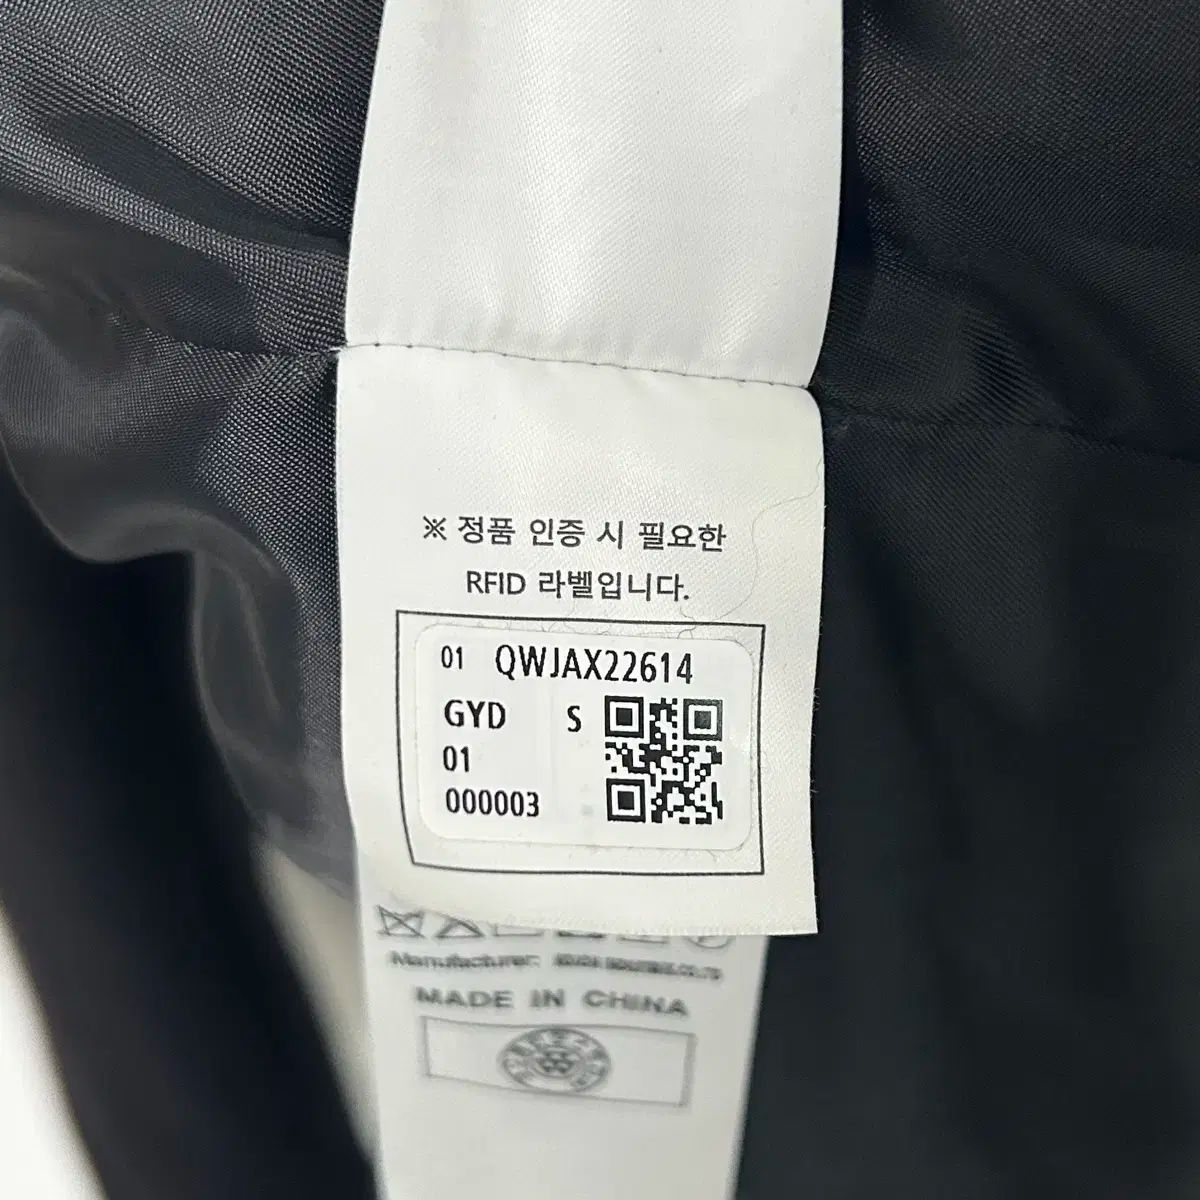 ※ 정품 인증 시 필요한
RFID 라벨입니다.
01 QWJAX22614
GYD S
01
000003
Manufacturer:
MADE IN CHINA